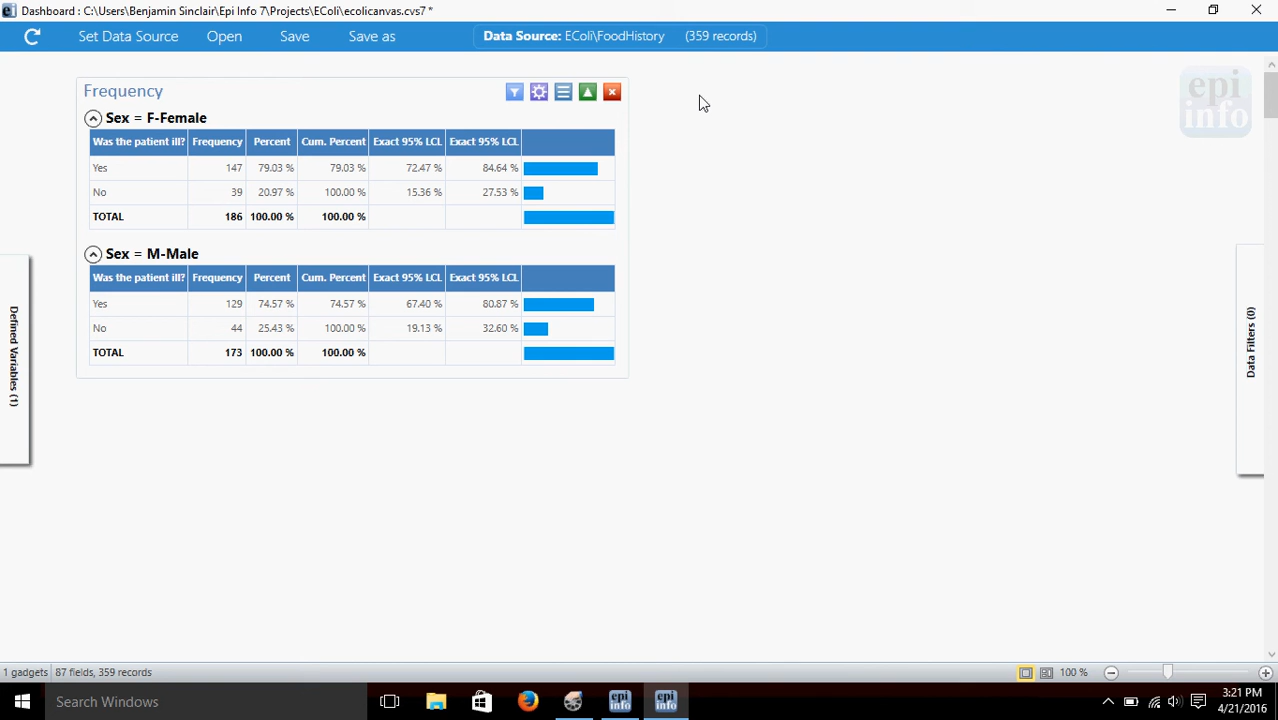 Dashboard : C:\Users\Benjamin Sinclair\Epi Info 7\Projects\EColi\ecolicanvas.cvs7 *
Set Data Source Open Save Save as Data Source: EColi\FoodHistory (359 records)
epi
info
Frequency
Sex = F-Female
Was the patient ill? Frequency Percent Cum. Percent Exact 95% LCL Exact 95% LCL
Yes 147 79.03 % 79.03 % 72.47 % 84.64 %
No 39 20.97 % 100.00 % 15.36 % 27.53 %
TOTAL 186 100.00 % 100.00 %
Sex = M-Male
Was the patient ill? Frequency Percent Cum. Percent Exact 95% LCL Exact 95% LCL
Yes 129 74.57 % 74.57 % 67.40 % 80.87 %
No 44 25.43 % 100.00 % 19.13 % 32.60 %
TOTAL 173 100.00 % 100.00 %
Defined Variables (1)
Data Filters (0)
1 gadgets 87 fields, 359 records 100 %
Search Windows
epi
info
epi
info
3:21 PM
4/21/2016